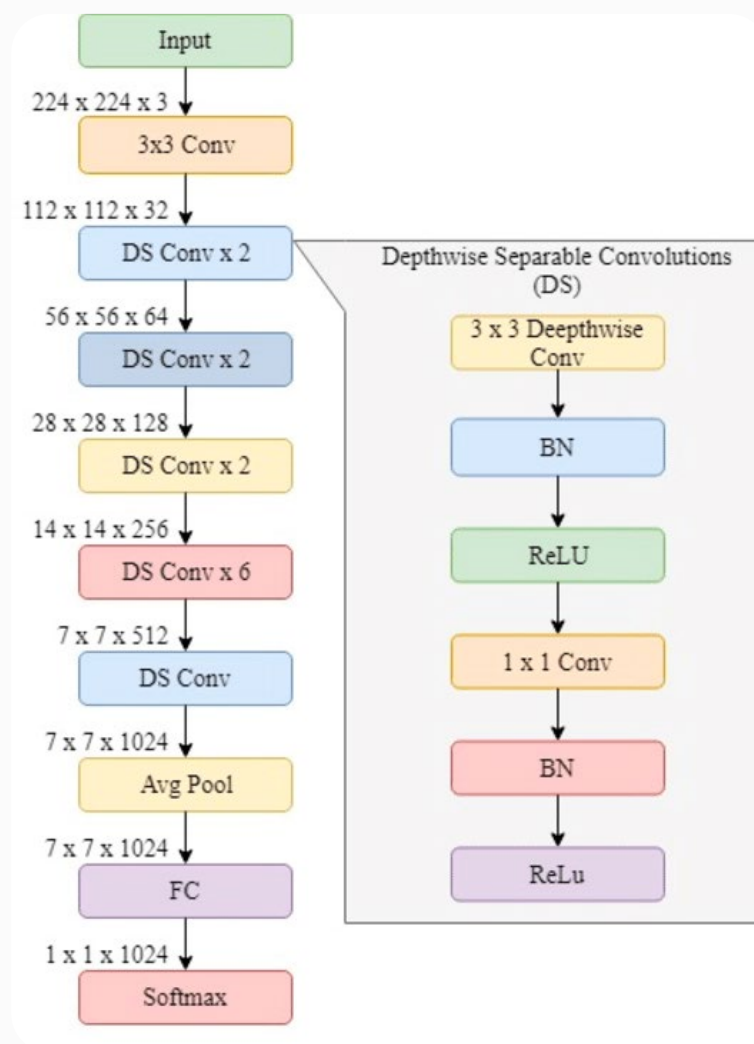 Input
224 x 224 x 3
3x3 Conv
112 x 112 x 32
DS Conv x 2
56 x 56 x 64
DS Conv x 2
28 x 28 x 128
DS Conv x 2
14 x 14 x 256
DS Conv x 6
7 x 7 x 512
DS Conv
7 x 7 x 1024
Avg Pool
7 x 7 x 1024
FC
1 x 1 x 1024
Softmax
Depthwise Separable Convolutions
(DS)
3 x 3 Deepthwise
Conv
BN
ReLU
1 x 1 Conv
BN
ReLu